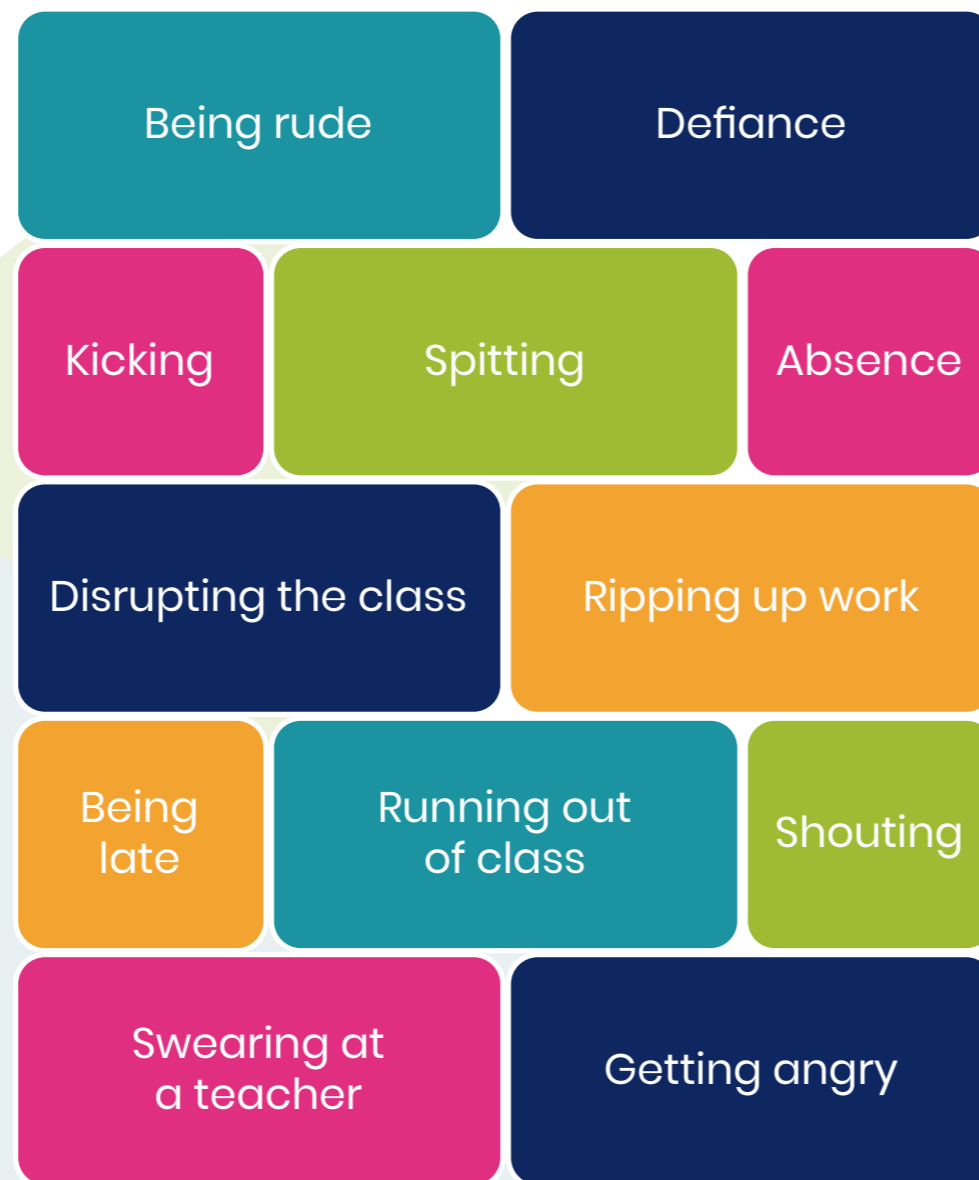 Being rude
Defiance
Kicking
Spitting
Absence
Disrupting the class
Ripping up work
Being
late
Running out
of class
Shouting
Swearing at
a teacher
Getting angry